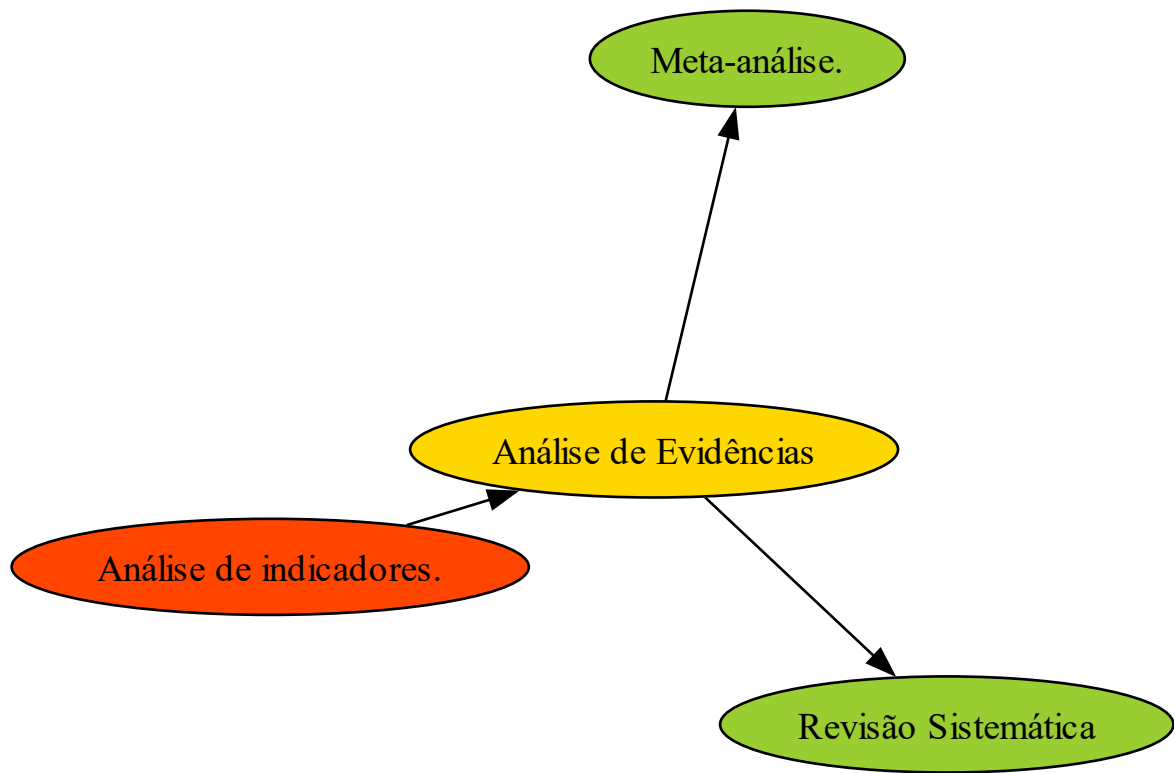 Meta-análise.
Análise de Evidências
Análise de indicadores.
Revisão Sistemática